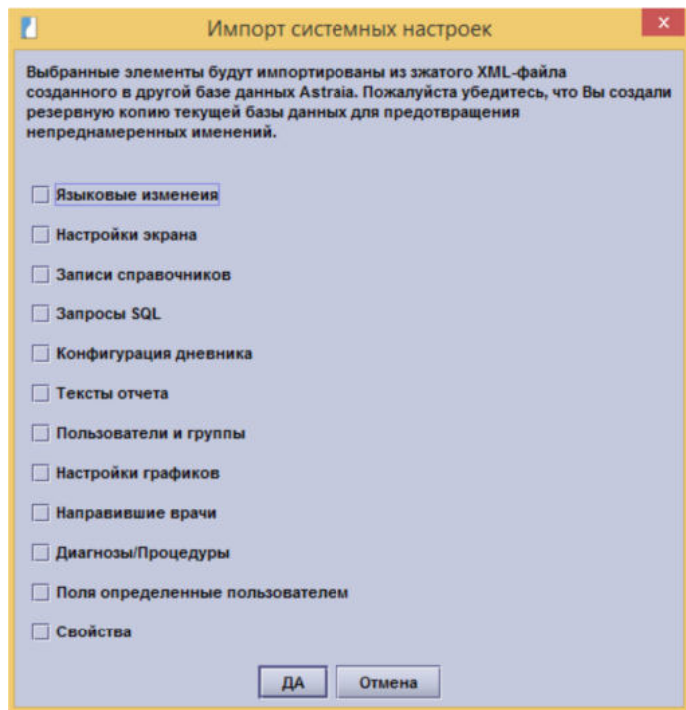 Импорт системных настроек
Выбранные элементы будут импортированы из зжатого XML-файла
созданного в другой базе данных Astraia. Пожалуйста убедитесь, что Вы создали
резервную копию текущей базы данных для предотвращения
непреднамеренных именений.
Языковые изменеия
Настройки экрана
Записи справочников
Запросы SQL
Конфигурация дневника
Тексты отчета
Пользователи и группы
Настройки графиков
Направившие врачи
Диагнозы/Процедуры
Поля определенные пользователем
Свойства
ДА Отмена